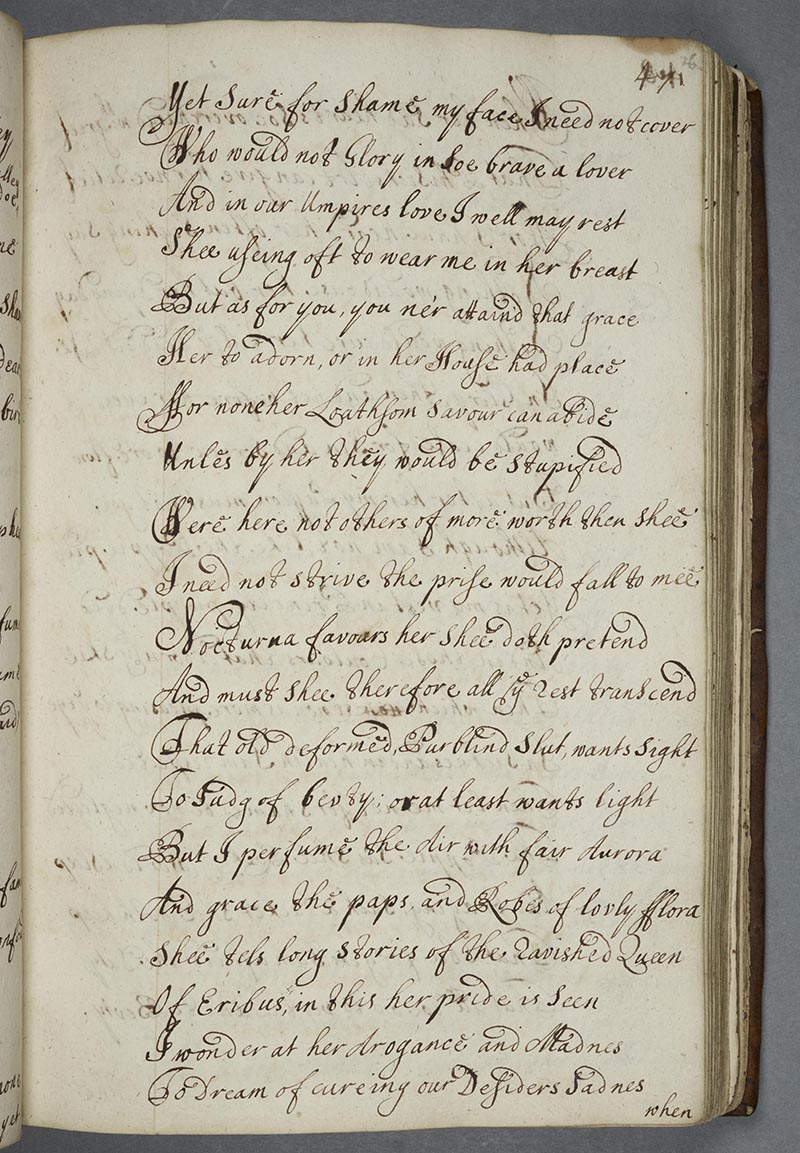 47
Yet Sure for Shame my face I need not cover
Who would not Glory in Soe brave a lover
And in our Umpires love I well may rest
Shee useing oft to wear me in her breast
But as for you, you ne'r attaind that grace
Her to adorn, or in her House had place
ffor none her Loathsom Savour can abide
Unles by her they would be Stupified
Were here not others of more worth then Shee
I need not Strive the prise would fall to mee
Nocturna favours her Shee doth pretend
And must Shee therefore all ye Rest transcend
That old deformed, Purblind Slut, wants Sight
To Judg of bevty; or at least wants light
But I perfume the Air with fair Aurora
And grace the paps, and Robes of lovly fflora
Shee tels long Stories of the Ravished Queen
Of Eribus, in this her pride is Seen
I wonder at her Arogance and Madnes
To Dream of cureing our Desiders Sadnes
when